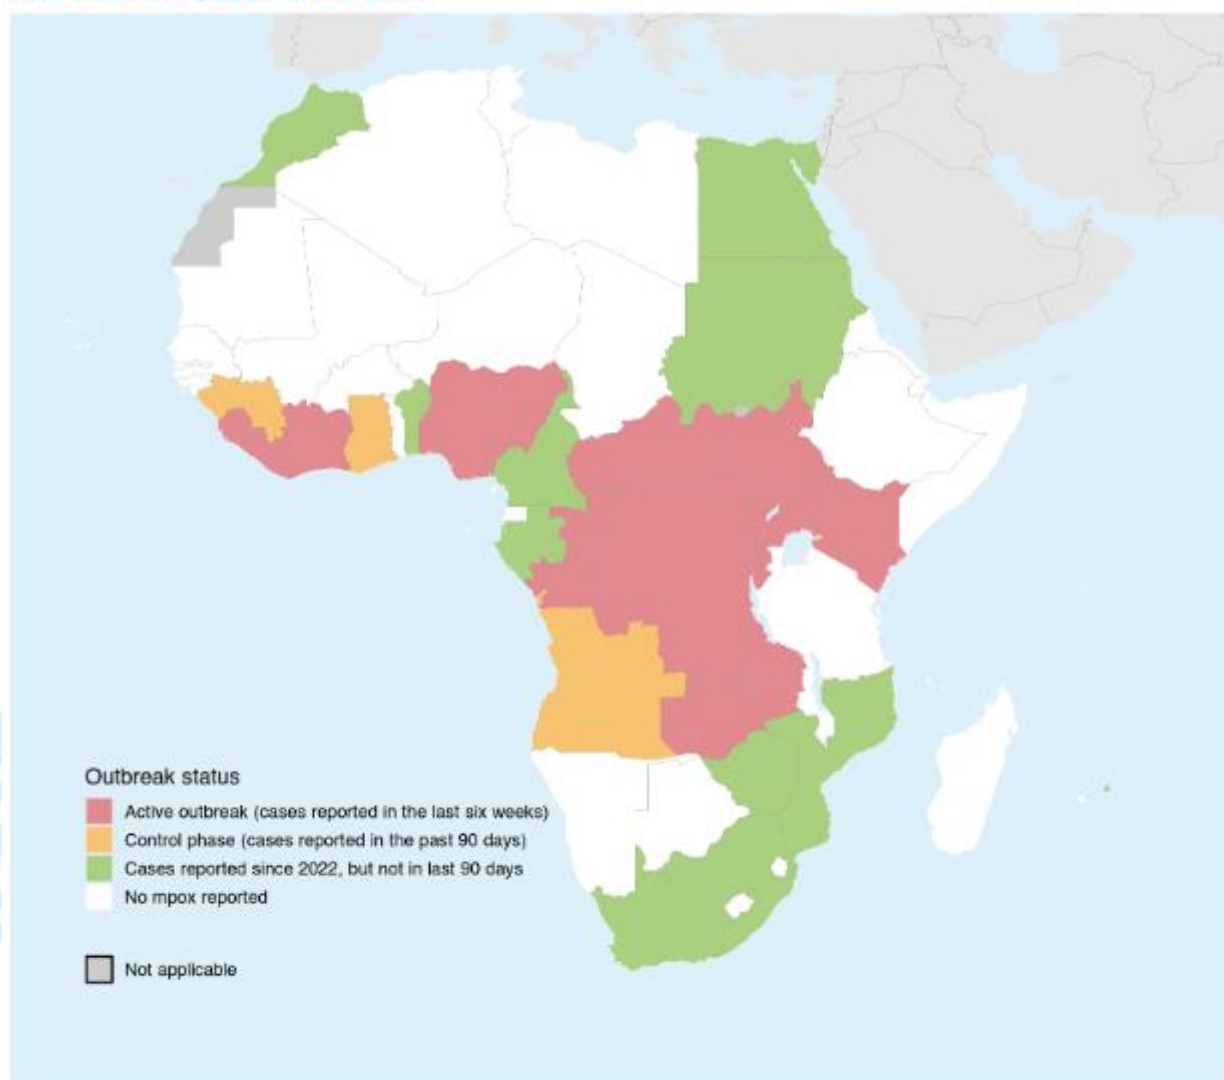 Outbreak status
Active outbreak (cases reported in the last six weeks)
Control phase (cases reported in the past 90 days)
Cases reported since 2022, but not in last 90 days
No mpox reported
Not applicable